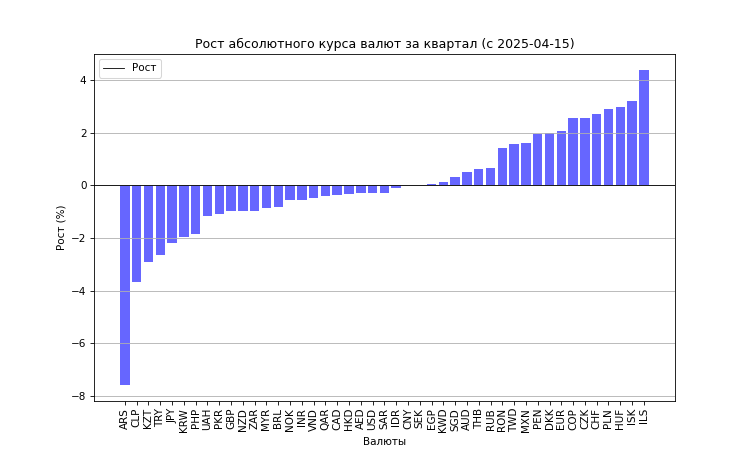 Рост абсолютного курса валют за квартал (с 2025-04-15)
Рост
4
2
0
−2
−4
−6
−8
Рост (%)
ARS CLP KZT TRY JPY KRW PHP UAH PKR GBP NZD ZAR MYR BRL NOK INR VND QAR CAD HKD AED USD SAR IDR CNY SEK EGP KWD SGD AUD THB RUB RON TWD MXN PEN DKK EUR COP CZK CHF PLN HUF ISK ILS
Валюты